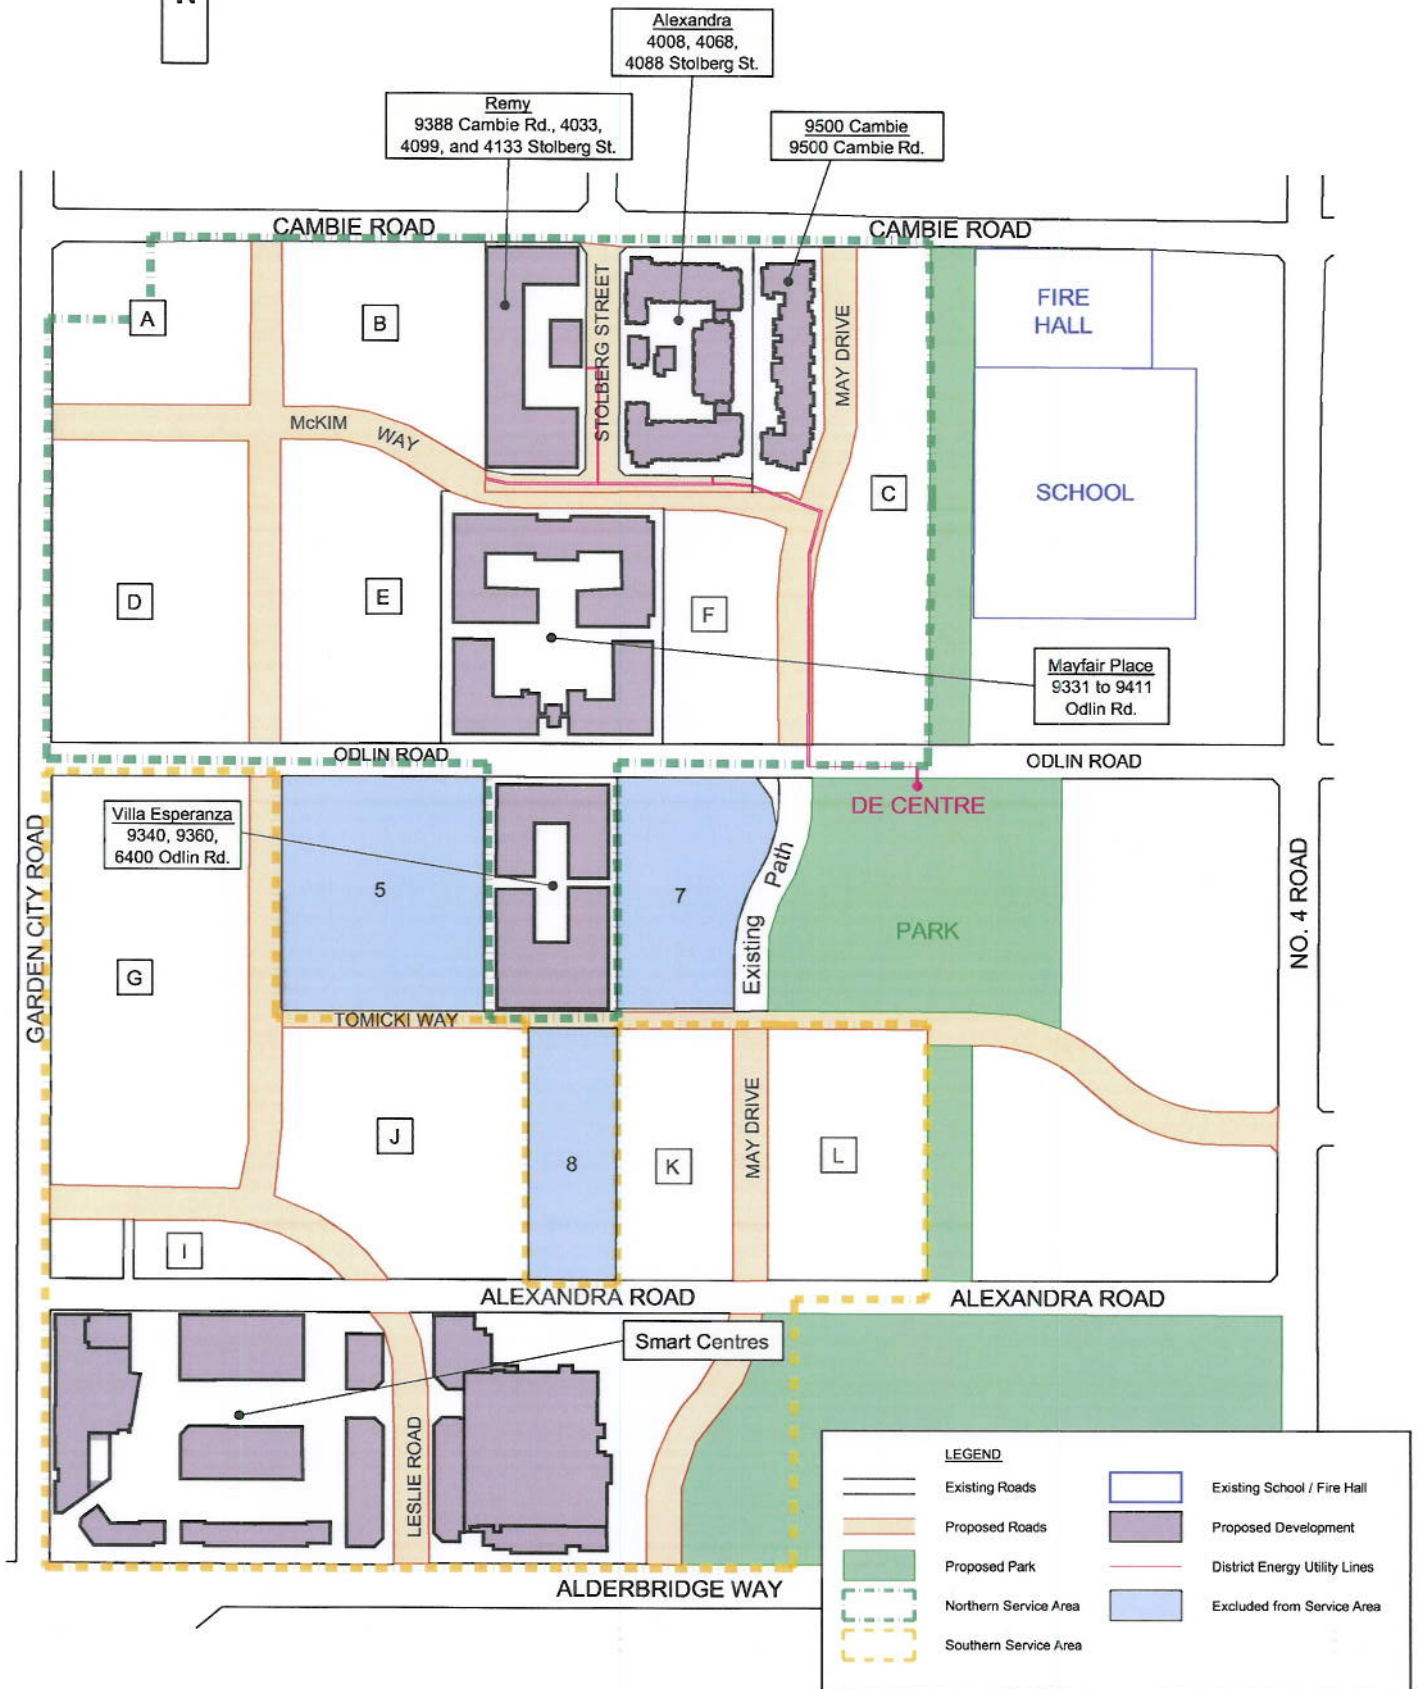 N
Alexandra
4008, 4068,
4088 Stolberg St.
Remy
9388 Cambie Rd., 4033,
4099, and 4133 Stolberg St.
9500 Cambie
9500 Cambie Rd.
CAMBIE ROAD
CAMBIE ROAD
A
B
STOLBERG STREET
MAY DRIVE
FIRE
HALL
McKIM WAY
C
SCHOOL
D
E
F
Mayfair Place
9331 to 9411
Odlin Rd.
ODLIN ROAD
ODLIN ROAD
DE CENTRE
Villa Esperanza
9340, 9360,
6400 Odlin Rd.
GARDEN CITY ROAD
5
7
Existing Path
PARK
NO. 4 ROAD
G
TOMICKI WAY
J
8
K
MAY DRIVE
L
I
ALEXANDRA ROAD
ALEXANDRA ROAD
Smart Centres
LESLIE ROAD
ALDERBRIDGE WAY
LEGEND
Existing Roads
Proposed Roads
Proposed Park
Northern Service Area
Southern Service Area
Existing School / Fire Hall
Proposed Development
District Energy Utility Lines
Excluded from Service Area